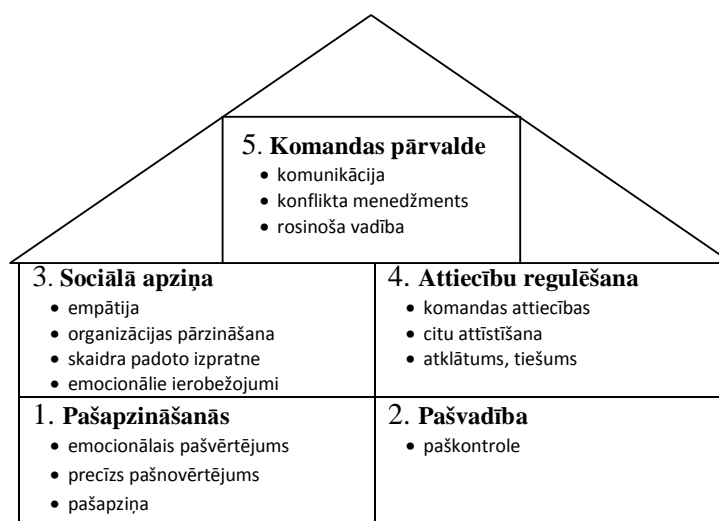 5. Komandas pārvalde
• komunikācija
• konflikta menedžments
• rosinoša vadība
3. Sociālā apziņa
• empātija
• organizācijas pārzināšana
• skaidra padoto izpratne
• emocionālie ierobežojumi
4. Attiecību regulēšana
• komandas attiecības
• citu attīstīšana
• atklātums, tiešums
1. Pašapzināšanās
• emocionālais pašvērtējums
• precīzs pašnovērtējums
• pašapziņa
2. Pašvadība
• paškontrole